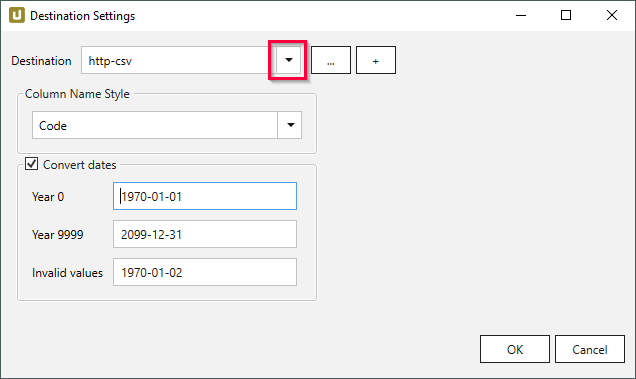 Destination Settings
Destination http-csv ... +
Column Name Style
Code
Convert dates
Year 0 1970-01-01
Year 9999 2099-12-31
Invalid values 1970-01-02
OK Cancel